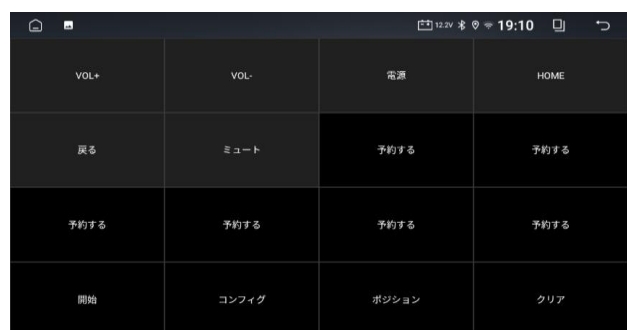 12.2V 19:10
VOL+ VOL- 電源 HOME
戻る ミュート 予約する 予約する
予約する 予約する 予約する 予約する
開始 コンフィグ ポジション クリア